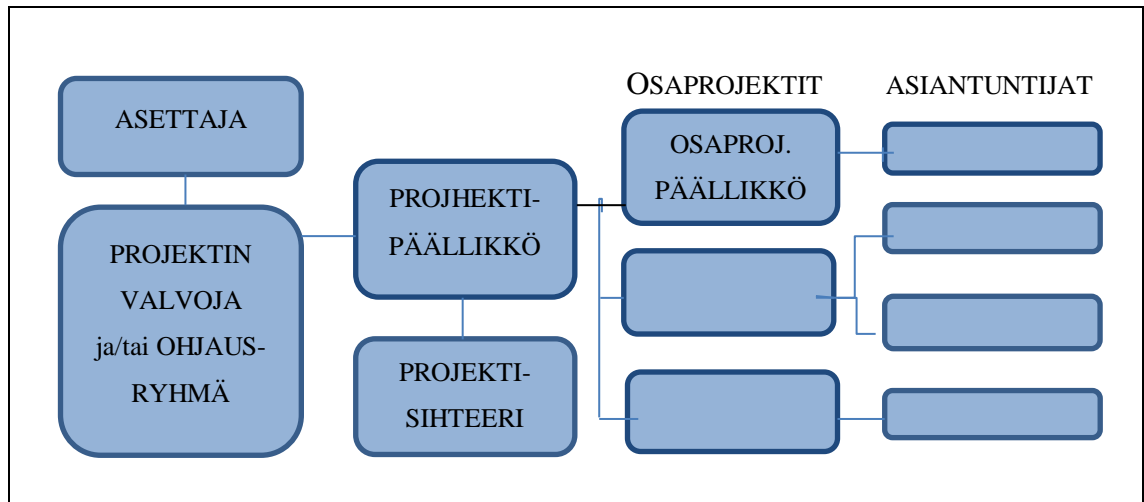 ASETTAJA
PROJEKTIN
VALVOJA
ja/tai OHJAUS-
RYHMÄ
PROJHEKTI-
PÄÄLLIKKÖ
PROJEKTI-
SIHTEERI
OSAPROJEKTIT
OSAPROJ.
PÄÄLLIKKÖ
ASIANTUNTIJAT